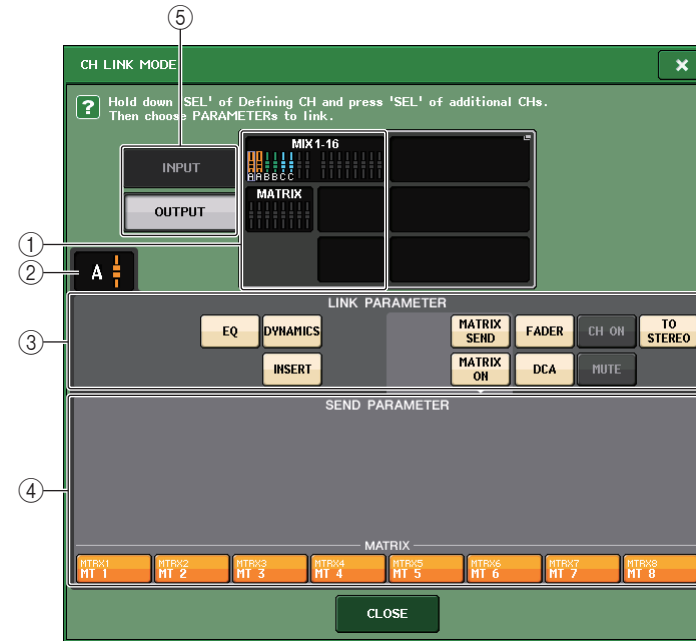 ⑤
CH LINK MODE
Hold down 'SEL' of Defining CH and press 'SEL' of additional CHs.
Then choose PARAMETERs to link.
INPUT
OUTPUT
MIX1-16
AABBCC
MATRIX
①
②
A
③
LINK PARAMETER
EQ
DYNAMICS
MATRIX SEND
FADER
CH ON
TO STEREO
INSERT
MATRIX ON
DCA
MUTE
④
SEND PARAMETER
MATRIX
MTRX1 MTRX2 MTRX3 MTRX4 MTRX5 MTRX6 MTRX7 MTRX8
MT 1 MT 2 MT 3 MT 4 MT 5 MT 6 MT 7 MT 8
CLOSE